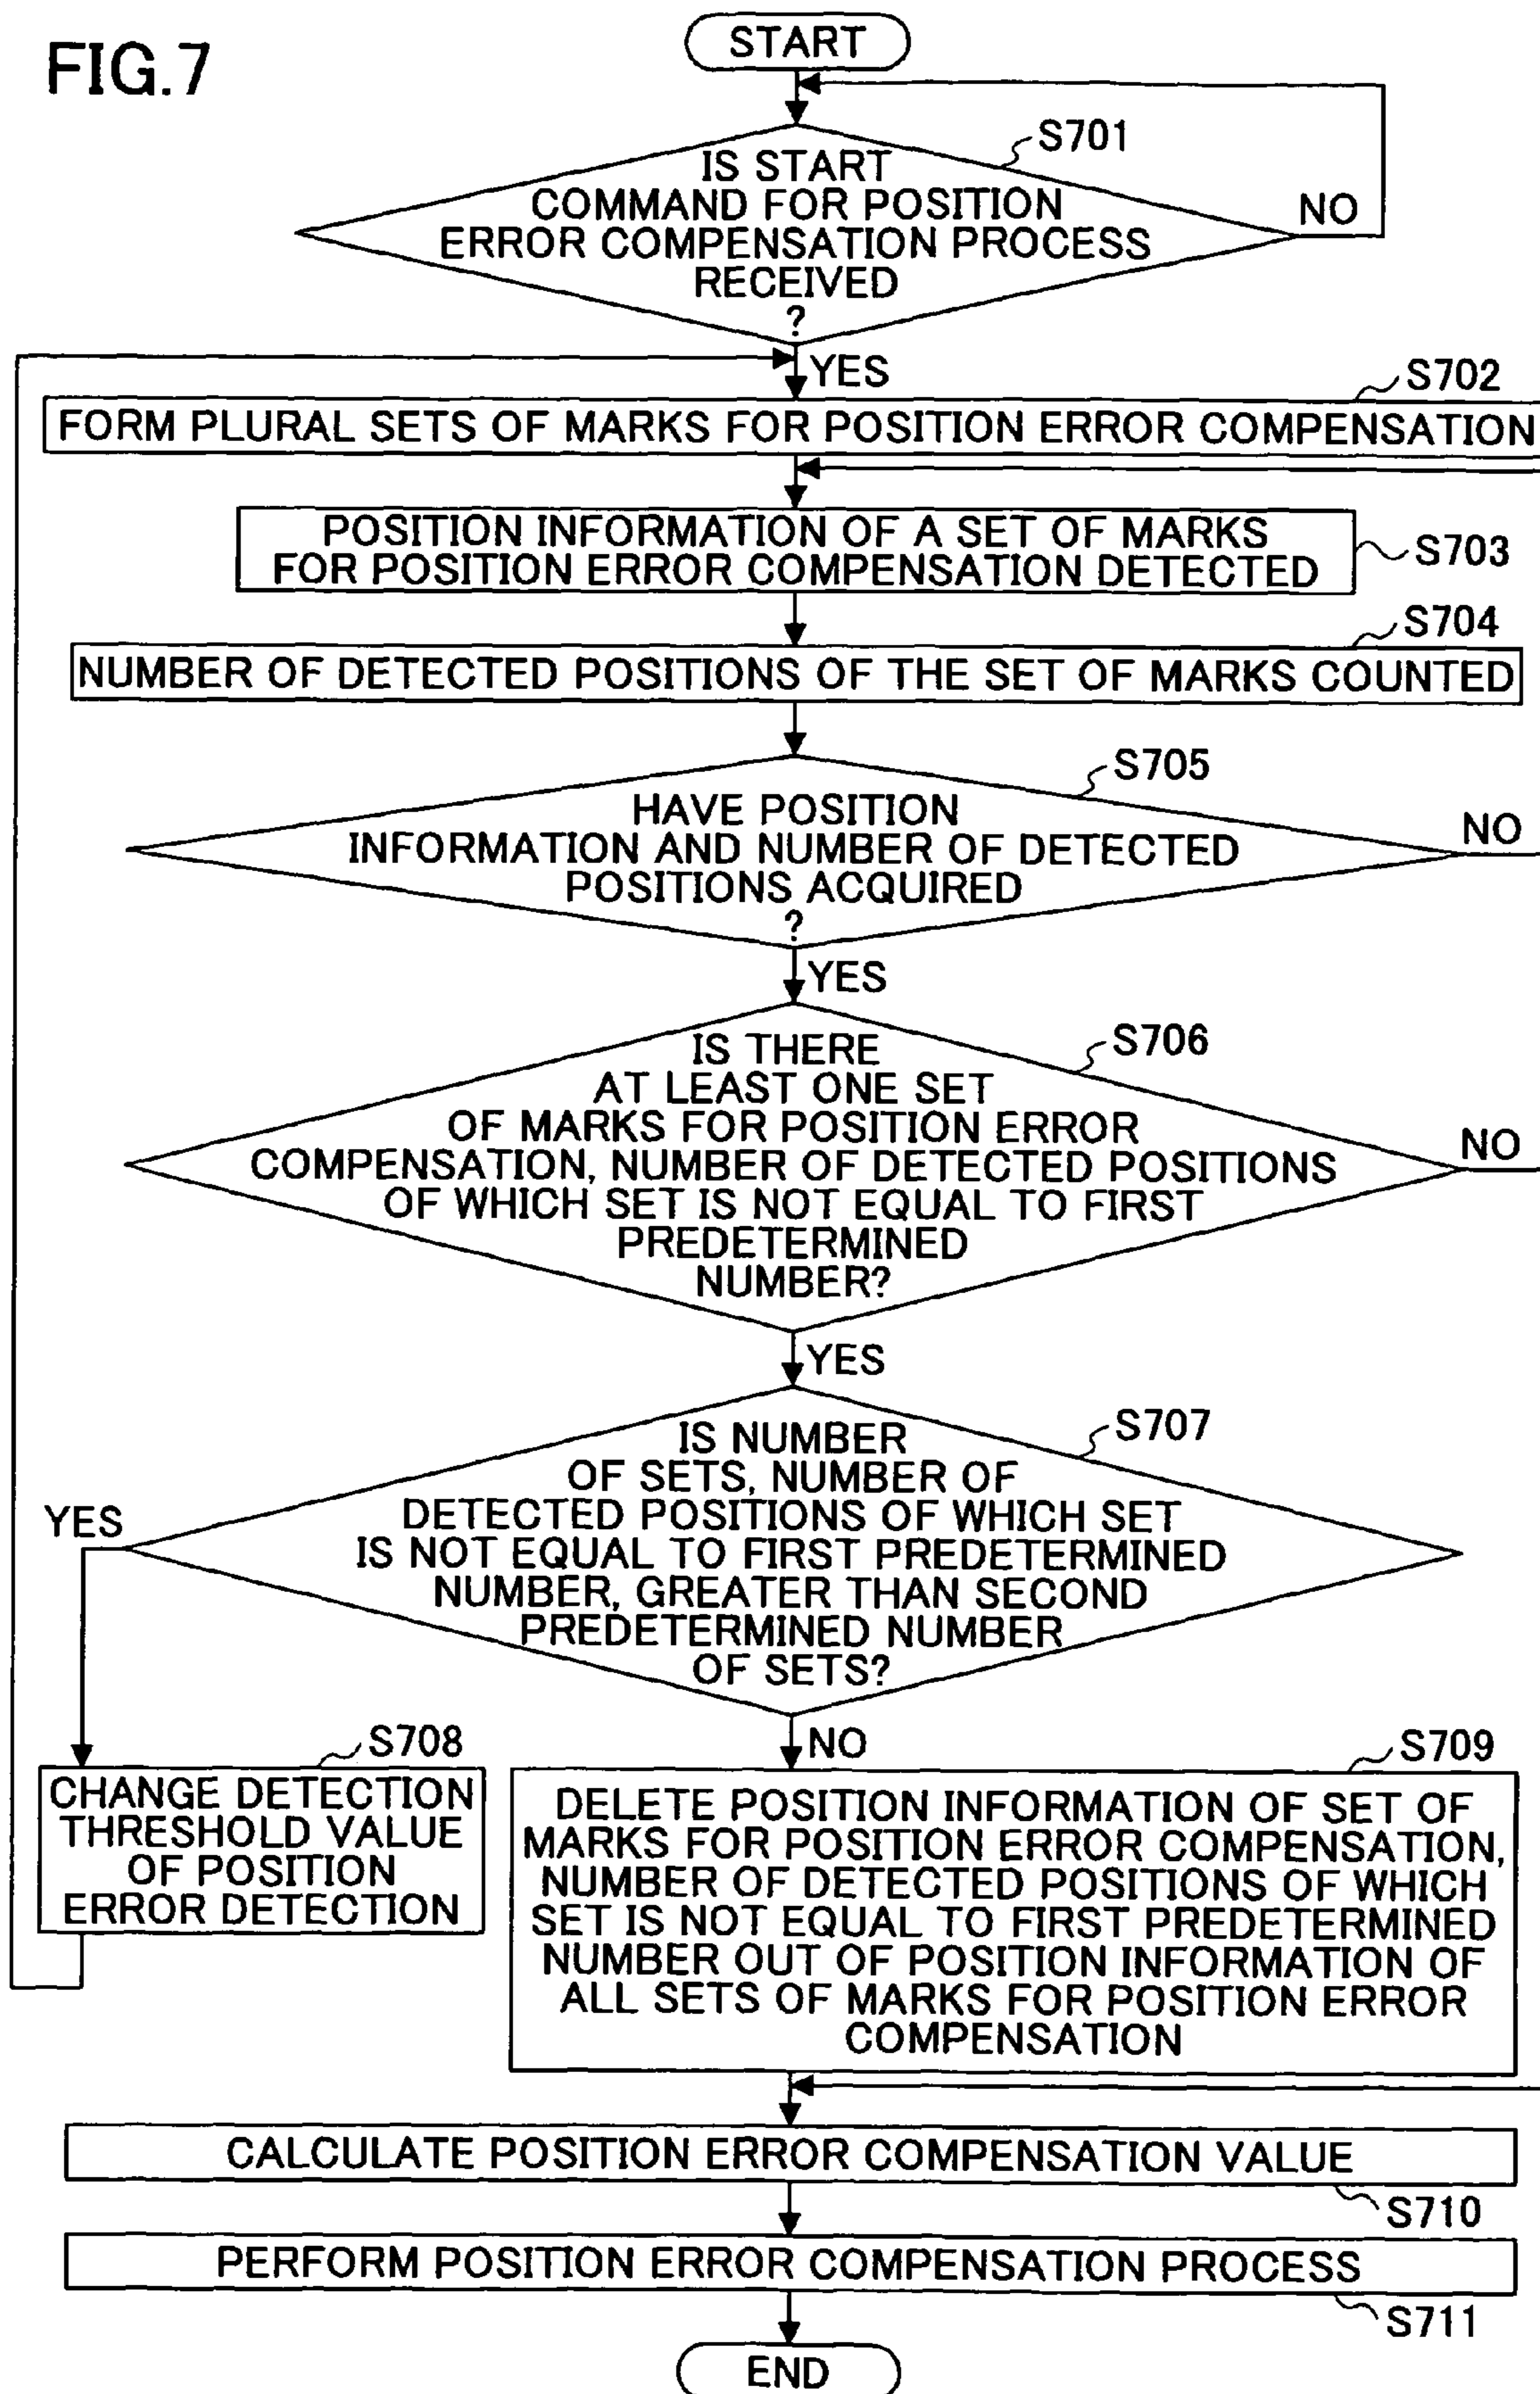 FIG.7
START
S701
IS START
COMMAND FOR POSITION
ERROR COMPENSATION PROCESS
RECEIVED
?
NO
YES
S702
FORM PLURAL SETS OF MARKS FOR POSITION ERROR COMPENSATION
POSITION INFORMATION OF A SET OF MARKS
FOR POSITION ERROR COMPENSATION DETECTED
S703
S704
NUMBER OF DETECTED POSITIONS OF THE SET OF MARKS COUNTED
S705
HAVE POSITION
INFORMATION AND NUMBER OF DETECTED
POSITIONS ACQUIRED
?
NO
YES
S706
IS THERE
AT LEAST ONE SET
OF MARKS FOR POSITION ERROR
COMPENSATION, NUMBER OF DETECTED POSITIONS
OF WHICH SET IS NOT EQUAL TO FIRST
PREDETERMINED
NUMBER?
NO
YES
S707
IS NUMBER
OF SETS, NUMBER OF
DETECTED POSITIONS OF WHICH SET
IS NOT EQUAL TO FIRST PREDETERMINED
NUMBER, GREATER THAN SECOND
PREDETERMINED NUMBER
OF SETS?
YES
NO
S708
CHANGE DETECTION
THRESHOLD VALUE
OF POSITION
ERROR DETECTION
S709
DELETE POSITION INFORMATION OF SET OF
MARKS FOR POSITION ERROR COMPENSATION,
NUMBER OF DETECTED POSITIONS OF WHICH
SET IS NOT EQUAL TO FIRST PREDETERMINED
NUMBER OUT OF POSITION INFORMATION OF
ALL SETS OF MARKS FOR POSITION ERROR
COMPENSATION
CALCULATE POSITION ERROR COMPENSATION VALUE
S710
PERFORM POSITION ERROR COMPENSATION PROCESS
S711
END